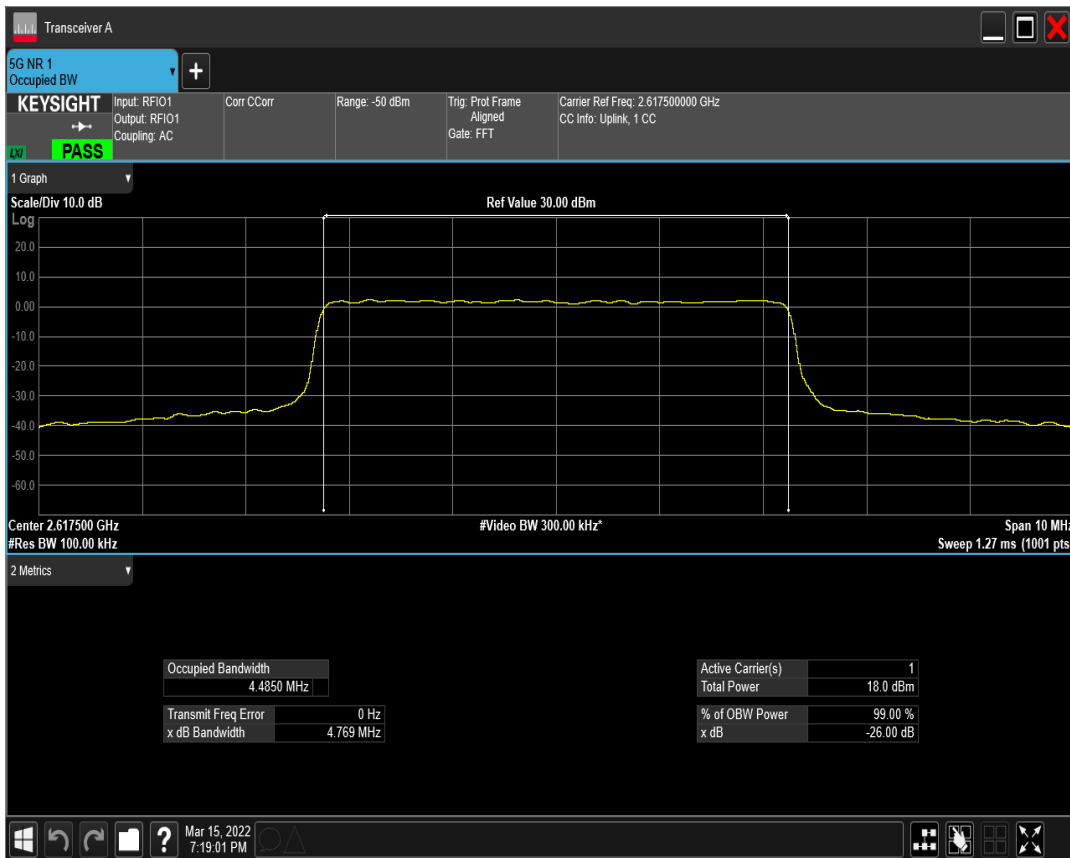 Transceiver A
5G NR 1
Occupied BW
KEYSIGHT
LXI
PASS
Input: RFIO1
Output: RFIO1
Coupling: AC
Corr CCorr
Range: -50 dBm
Trig: Prot Frame
Aligned
Gate: FFT
Carrier Ref Freq: 2.617500000 GHz
CC Info: Uplink, 1 CC
1 Graph
Scale/Div 10.0 dB
Ref Value 30.00 dBm
Log
20.0
10.0
0.00
-10.0
-20.0
-30.0
-40.0
-50.0
-60.0
Center 2.617500 GHz
#Video BW 300.00 kHz*
Span 10 MHz
#Res BW 100.00 kHz
Sweep 1.27 ms (1001 pts
2 Metrics
Occupied Bandwidth
4.4850 MHz
Transmit Freq Error 0 Hz
x dB Bandwidth 4.769 MHz
Active Carrier(s) 1
Total Power 18.0 dBm
% of OBW Power 99.00 %
x dB -26.00 dB
?
Mar 15, 2022
7:19:01 PM